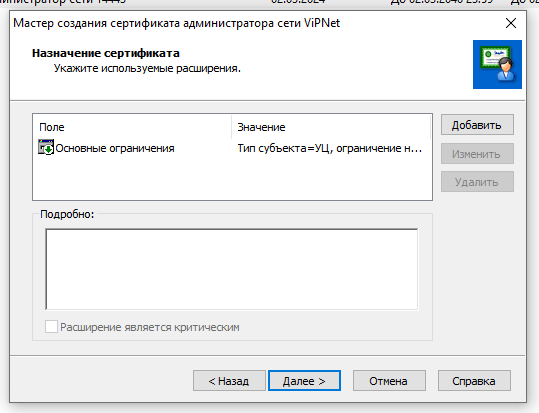 Мастер создания сертификата администратора сети ViPNet
Назначение сертификата
Укажите используемые расширения.
Поле Значение
Основные ограничения Тип субъекта=УЦ, ограничение н...
Добавить
Изменить
Удалить
Подробно:
Расширение является критическим
< Назад Далее > Отмена Справка